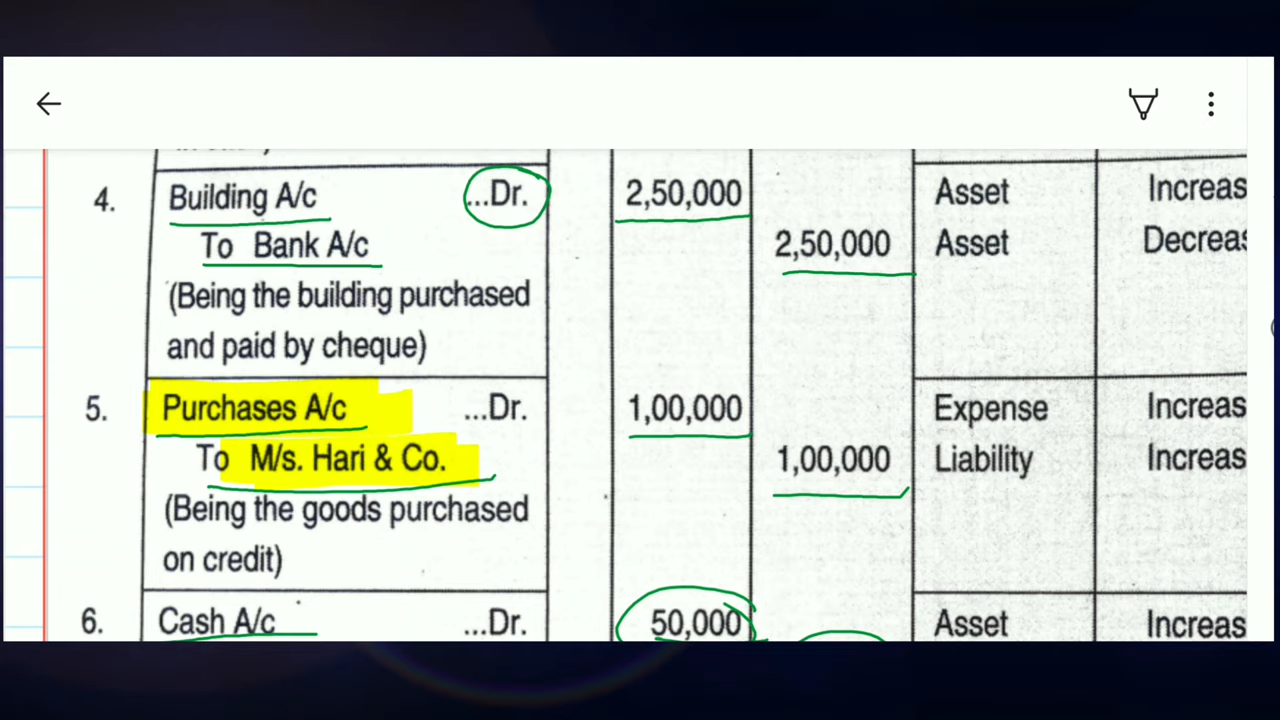 4. Building A/c ...Dr. 2,50,000 Asset Increas
To Bank A/c 2,50,000 Asset Decreas
(Being the building purchased
and paid by cheque)
5. Purchases A/c ...Dr. 1,00,000 Expense Increas
To M/s. Hari & Co. 1,00,000 Liability Increas
(Being the goods purchased
on credit)
6. Cash A/c ...Dr. 50,000 Asset Increas